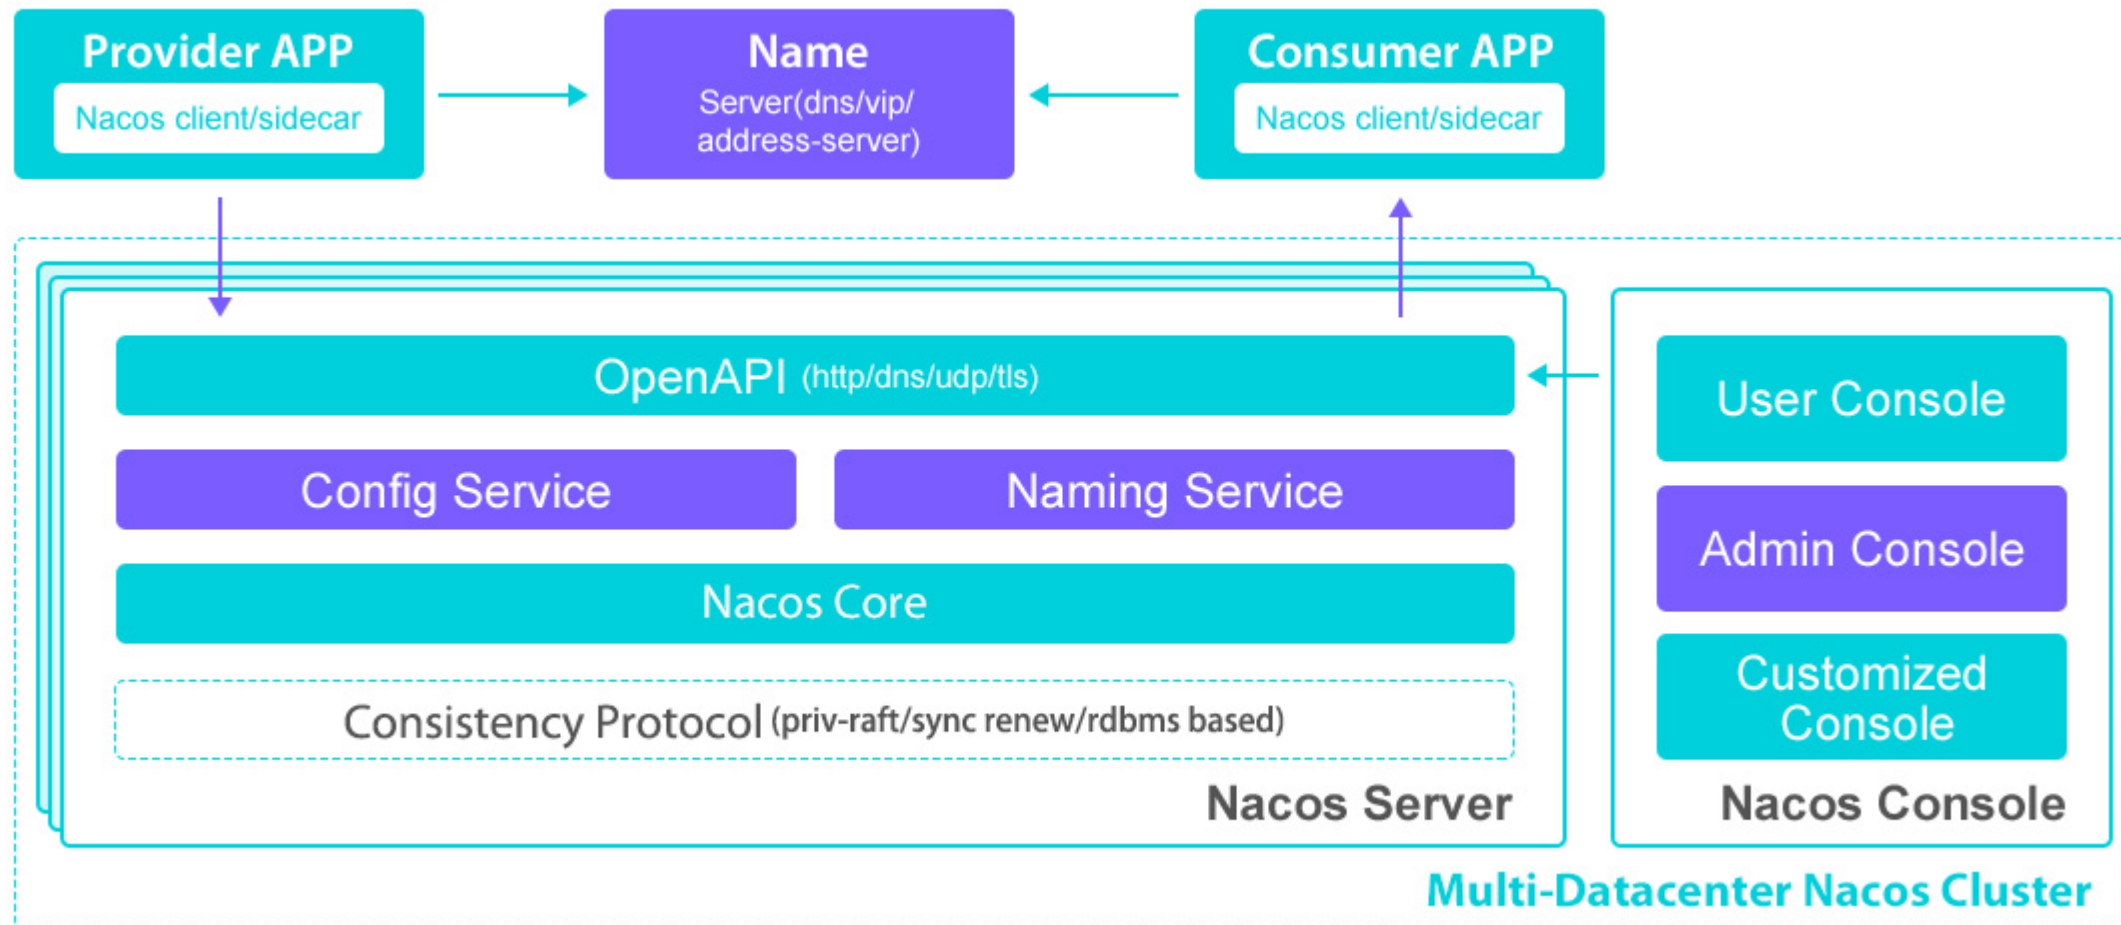 Provider APP
Nacos client/sidecar
Name
Server(dns/vip/
address-server)
Consumer APP
Nacos client/sidecar
OpenAPI (http/dns/udp/tls)
Config Service
Naming Service
Nacos Core
Consistency Protocol (priv-raft/sync renew/rdbms based)
Nacos Server
User Console
Admin Console
Customized
Console
Nacos Console
Multi-Datacenter Nacos Cluster